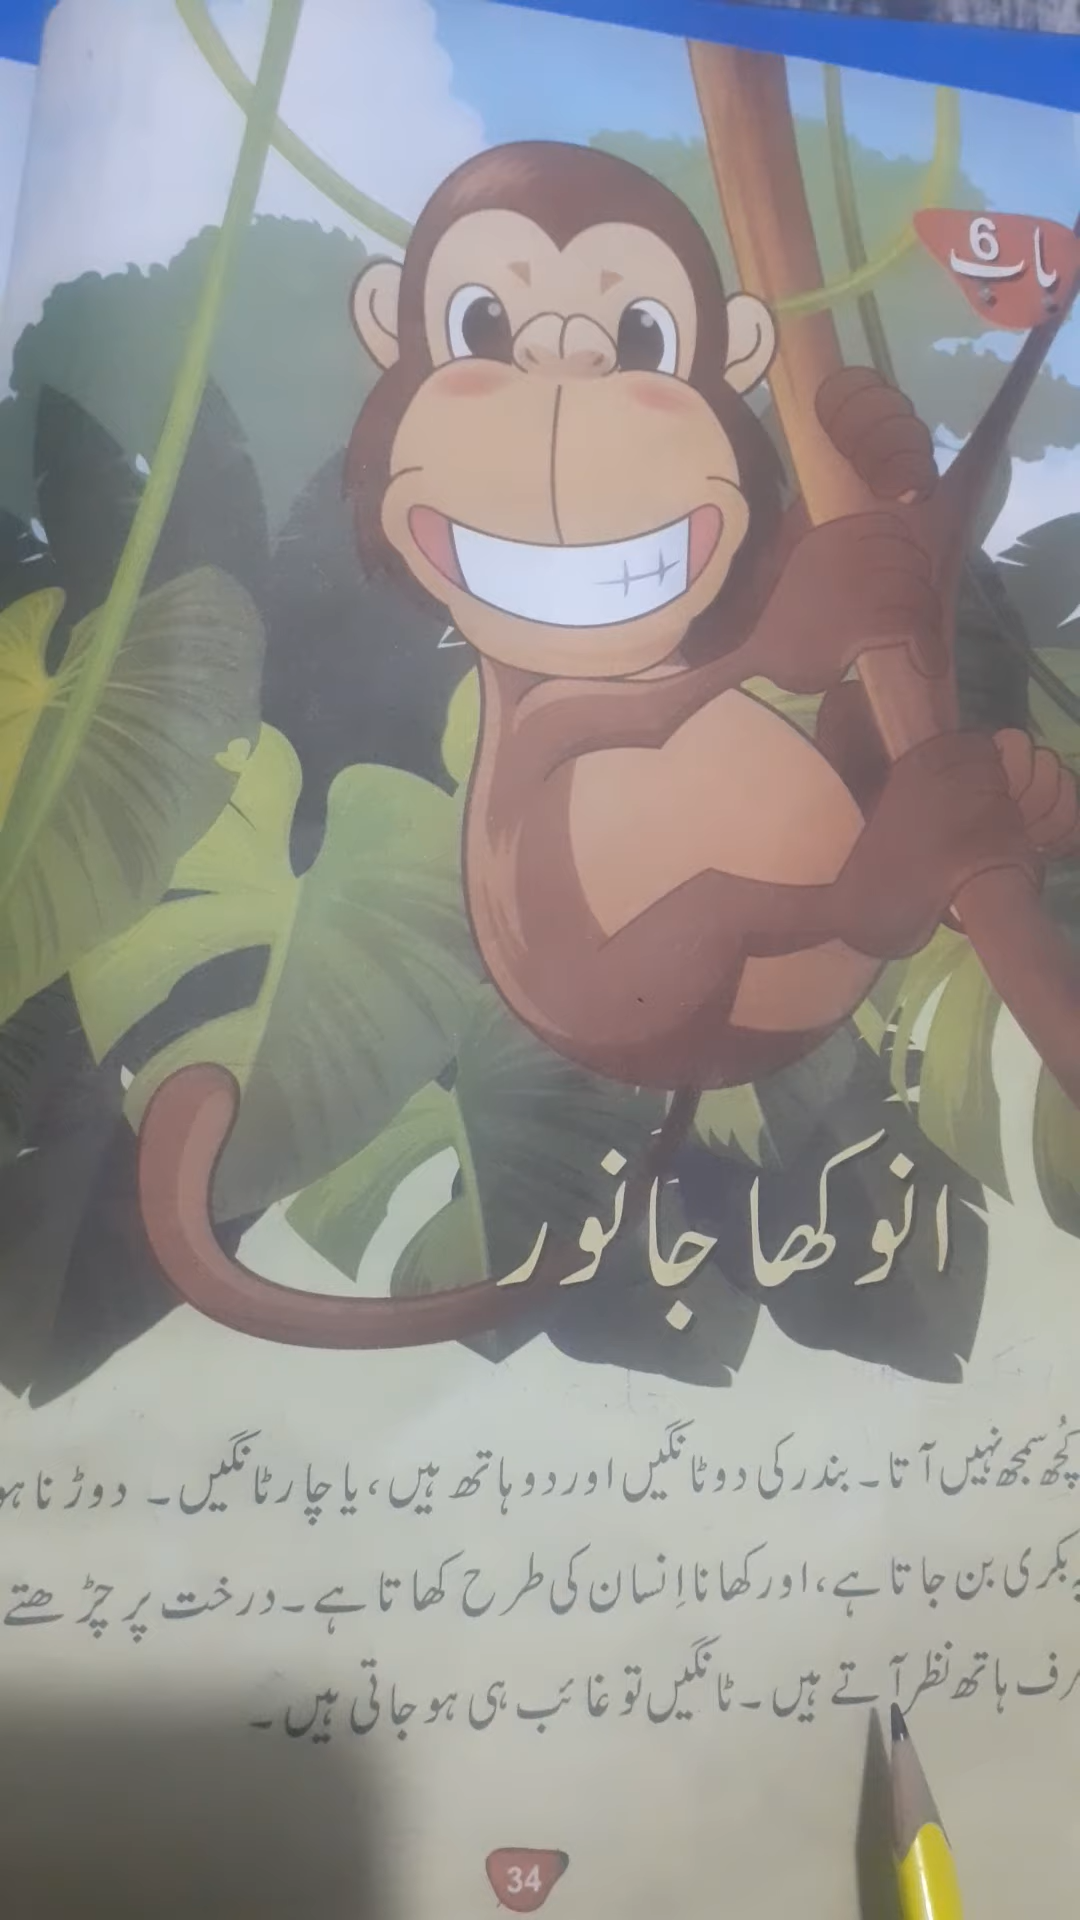 باب 6
انوکھا جانور
کُچھ سمجھ نہیں آتا۔ بندر کی دو ٹانگیں اور دو ہاتھ ہیں، یا چار ٹانگیں۔ دوڑنا ہو
بکری بن جاتا ہے، اور کھانا اِنسان کی طرح کھاتا ہے۔ درخت پر چڑھتے
ہاتھ نظر آتے ہیں۔ ٹانگیں تو غائب ہی ہو جاتی ہیں۔
34